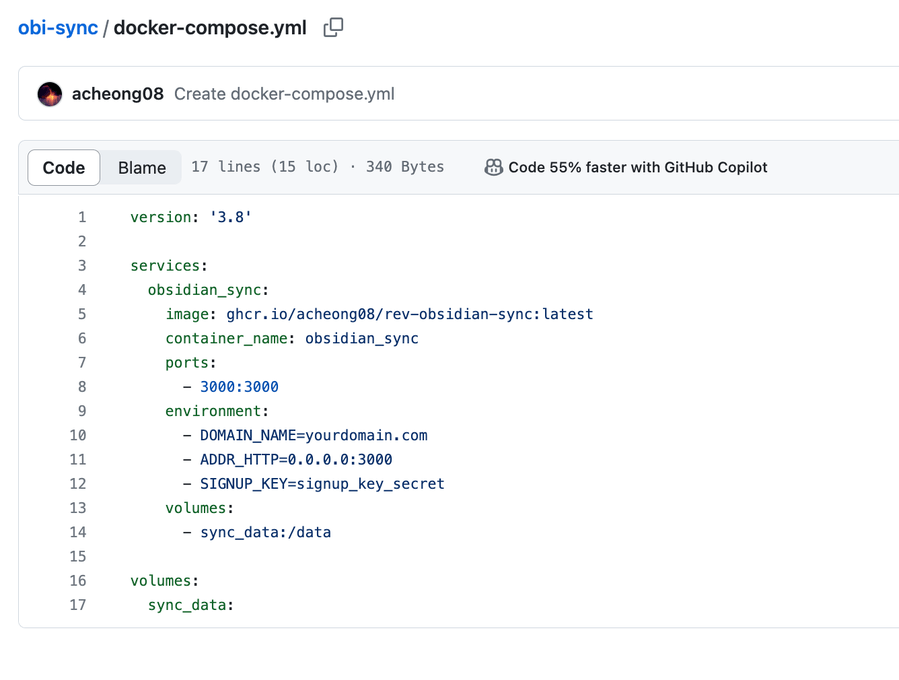 obi-sync / docker-compose.yml
acheong08 Create docker-compose.yml
Code Blame 17 lines (15 loc) · 340 Bytes Code 55% faster with GitHub Copilot
1 version: '3.8'
2
3 services:
4   obsidian_sync:
5     image: ghcr.io/acheong08/rev-obsidian-sync:latest
6     container_name: obsidian_sync
7     ports:
8       - 3000:3000
9     environment:
10       - DOMAIN_NAME=yourdomain.com
11       - ADDR_HTTP=0.0.0.0:3000
12       - SIGNUP_KEY=signup_key_secret
13     volumes:
14       - sync_data:/data
15
16 volumes:
17   sync_data: